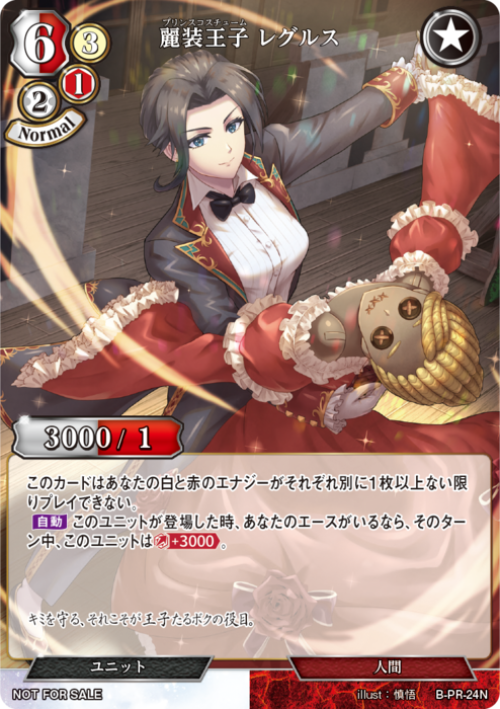 プリンスコスチューム
麗装王子 レグルス
6
3
1
2
Normal
3000 / 1
このカードはあなたの白と赤のエナジーがそれぞれ別に1枚以上ない限
りプレイできない。
自動 このユニットが登場した時、あなたのエースがいるなら、そのター
ン中、このユニットは+3000。
キミを守る、それこそが王子たるボクの役目。
ユニット
人間
NOT FOR SALE
illust:慎悟
B-PR-24N